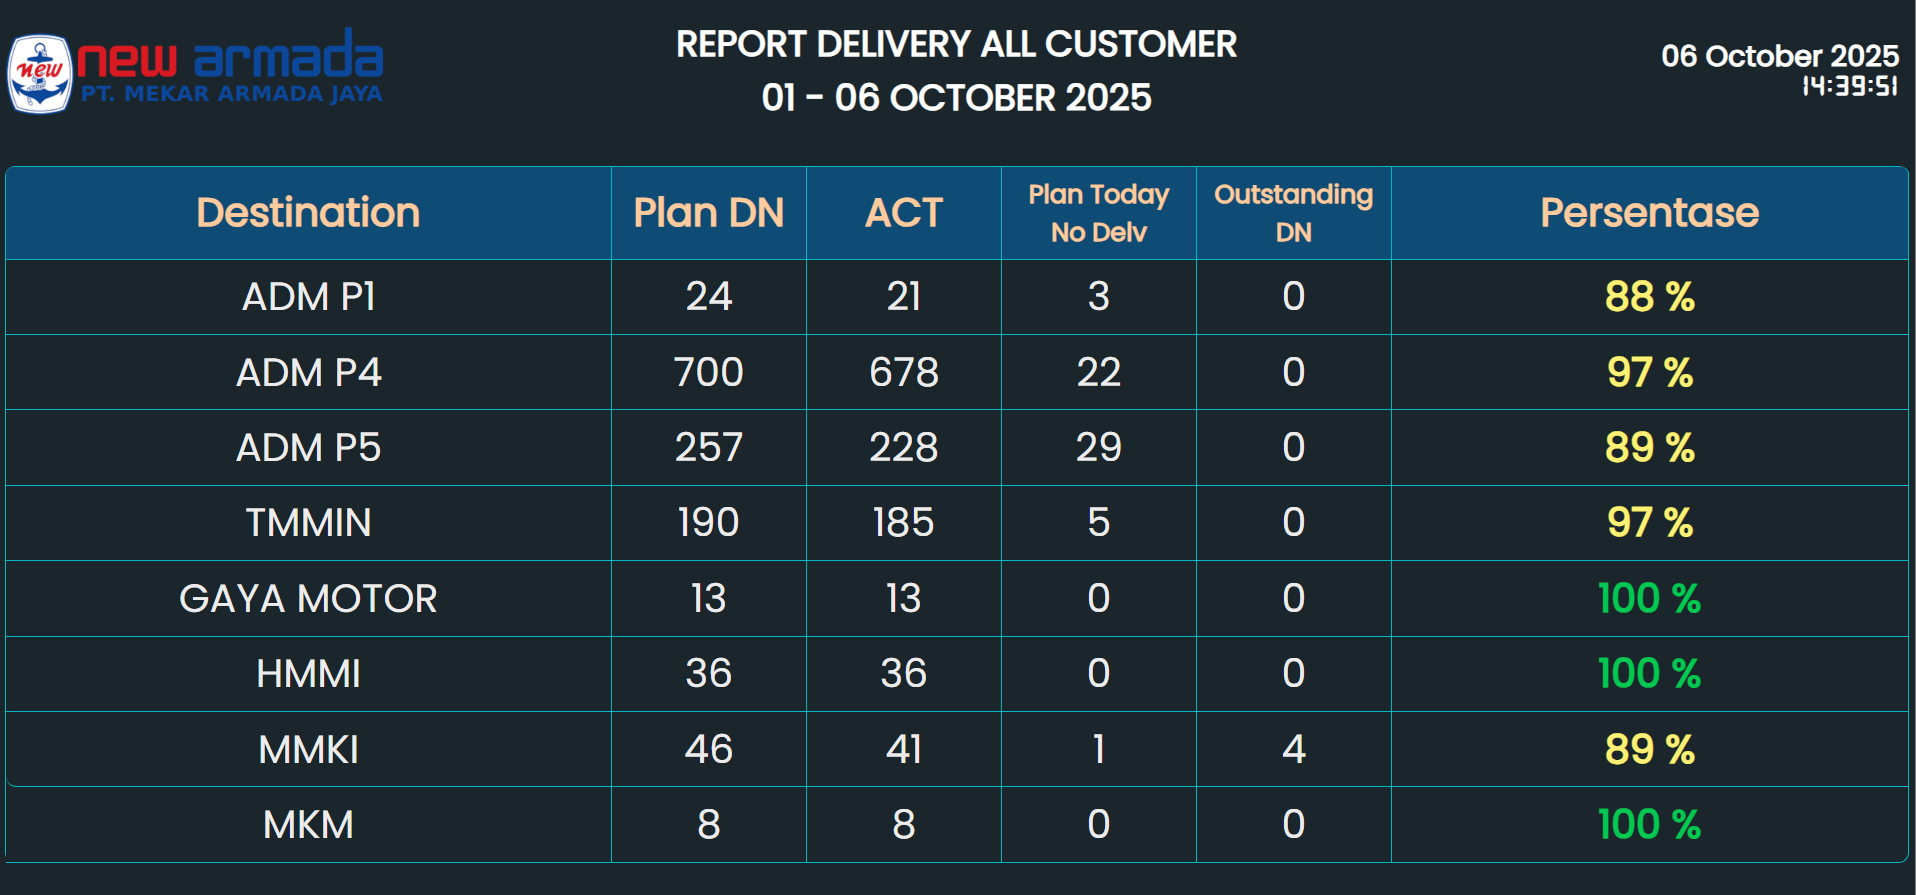 new
new armada
PT. MEKAR ARMADA JAYA
REPORT DELIVERY ALL CUSTOMER
01 - 06 OCTOBER 2025
06 October 2025
14:39:51
Destination Plan DN ACT Plan Today No Delv Outstanding DN Persentase
ADM P1 24 21 3 0 88 %
ADM P4 700 678 22 0 97 %
ADM P5 257 228 29 0 89 %
TMMIN 190 185 5 0 97 %
GAYA MOTOR 13 13 0 0 100 %
HMMI 36 36 0 0 100 %
MMKI 46 41 1 4 89 %
MKM 8 8 0 0 100 %